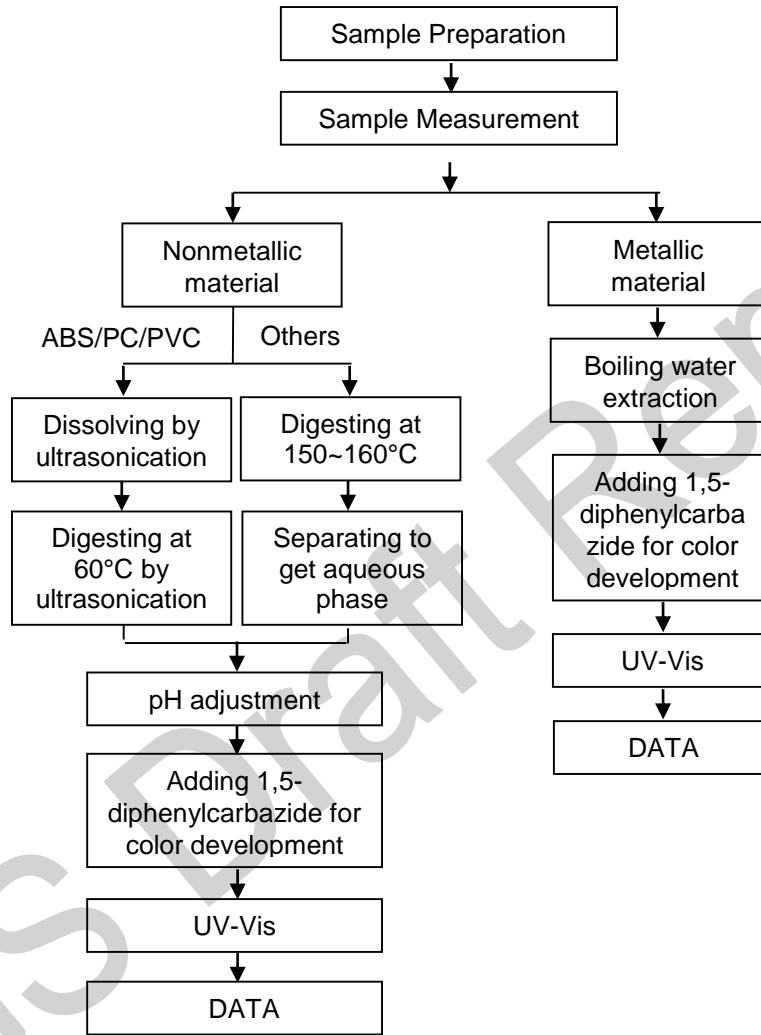 Sample Preparation
Sample Measurement
Nonmetallic
material
ABS/PC/PVC
Others
Dissolving by
ultrasonication
Digesting at
150~160°C
Digesting at
60°C by
ultrasonication
Separating to
get aqueous
phase
pH adjustment
Adding 1,5-
diphenylcarbazide for
color development
UV-Vis
DATA
Metallic
material
Boiling water
extraction
Adding 1,5-
diphenylcarba
zide for color
development
UV-Vis
DATA
Draft